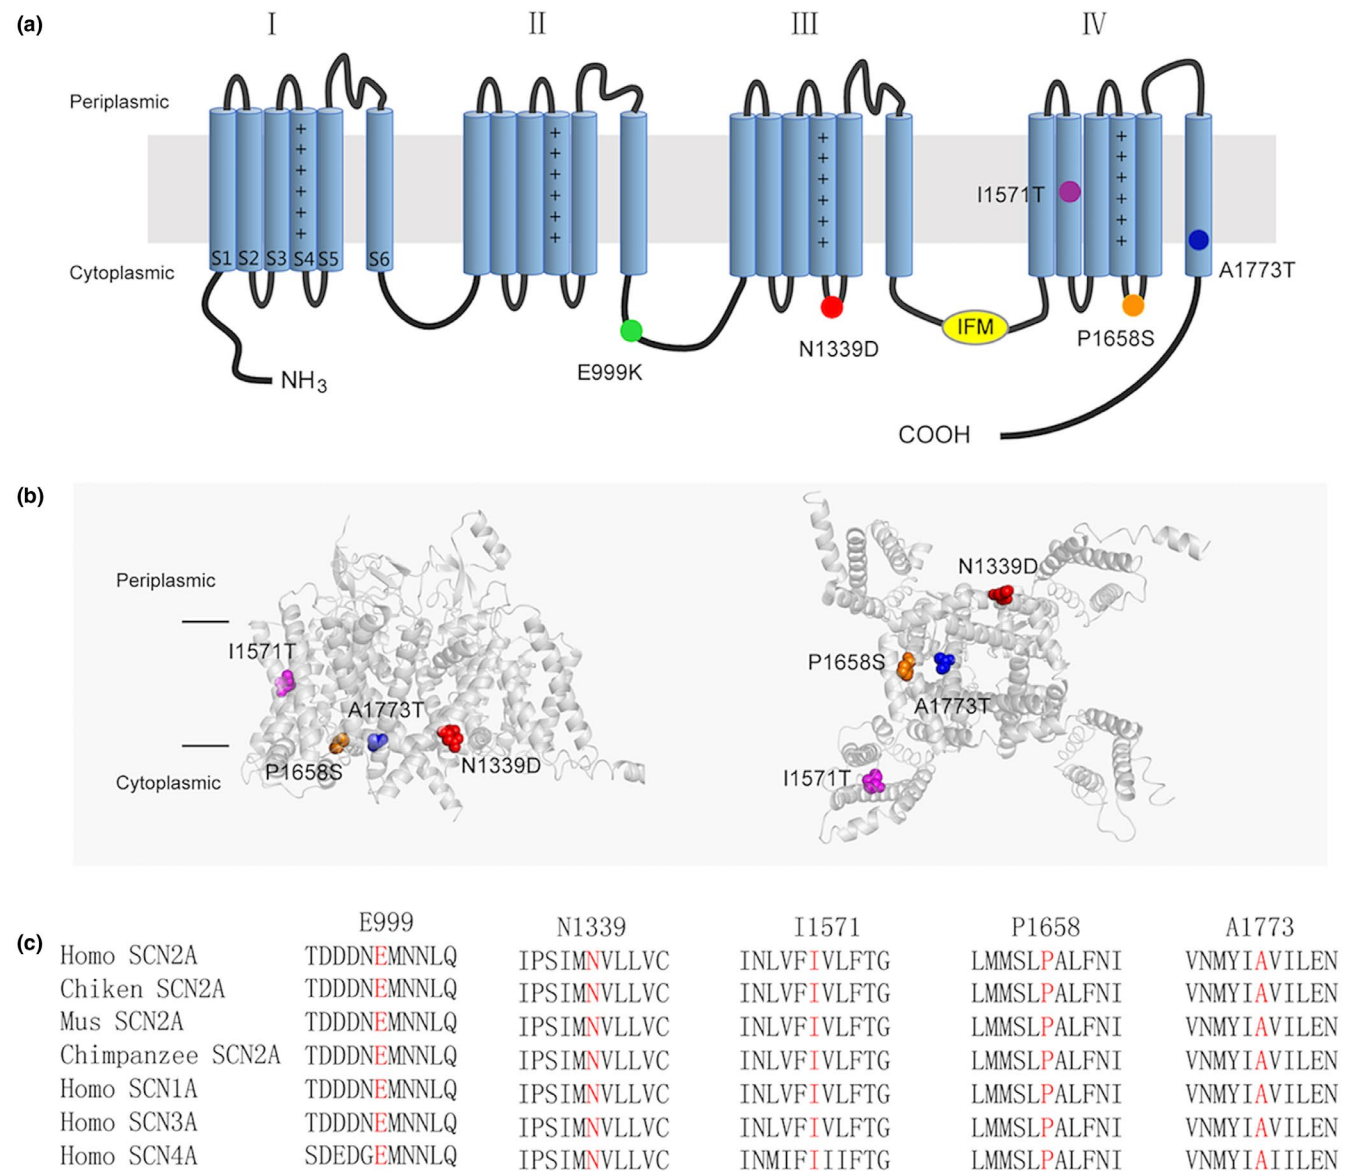 (a)
I II III IV
Periplasmic
+ + + +
+ + + +
+ + + +
I1571T
+ + + +
+ + + +
+ + + +
S1 S2 S3 S4 S5 S6
Cytoplasmic
A1773T
IFM
P1658S
N1339D
E999K
NH3
COOH
(b)
N1339D
Periplasmic
I1571T
P1658S
A1773T
A1773T
P1658S
N1339D
I1571T
Cytoplasmic
(c)
E999 N1339 I1571 P1658 A1773
Homo SCN2A TDDDNEMNNLQ IPSIMNVLLVC INLVFIVLFTG LMMSLPALFNI VNMYIAVILEN
Chiken SCN2A TDDDNEMNNLQ IPSIMNVLLVC INLVFIVLFTG LMMSLPALFNI VNMYIAVILEN
Mus SCN2A TDDDNEMNNLQ IPSIMNVLLVC INLVFIVLFTG LMMSLPALFNI VNMYIAVILEN
Chimpanzee SCN2A TDDDNEMNNLQ IPSIMNVLLVC INLVFIVLFTG LMMSLPALFNI VNMYIAVILEN
Homo SCN1A TDDDNEMNNLQ IPSIMNVLLVC INLVFIVLFTG LMMSLPALFNI VNMYIAVILEN
Homo SCN3A TDDDNEMNNLQ IPSIMNVLLVC INLVFIVLFTG LMMSLPALFNI VNMYIAVILEN
Homo SCN4A SDEDGEMNNLQ IPSIMNVLLVC INMIFIIIFTG LMMSLPALFNI VNMYIAIILEN